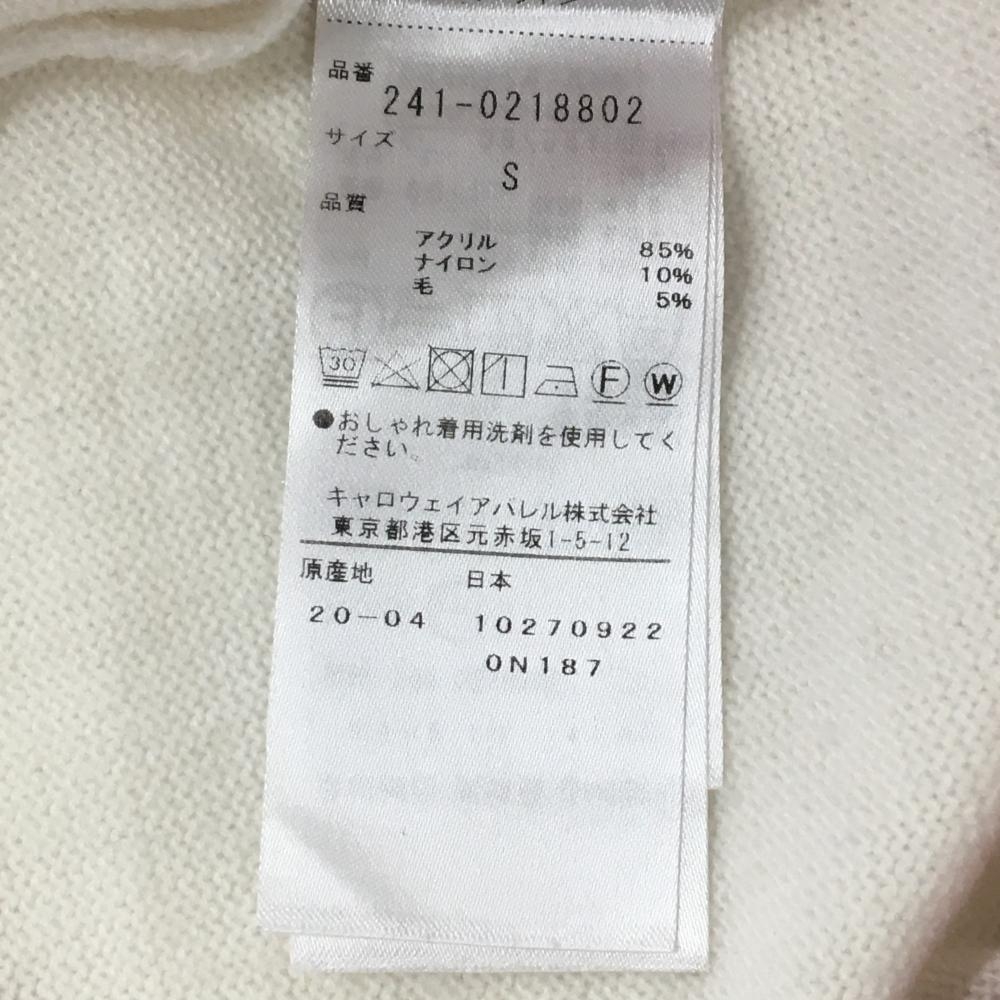 品番
241-0218802
サイズ
S
品質
アクリル 85%
ナイロン 10%
毛 5%
30 F W
●おしゃれ着用洗剤を使用してく
ださい。
キャロウェイアパレル株式会社
東京都港区元赤坂1-5-12
原産地 日本
20-04 10270922
0N187